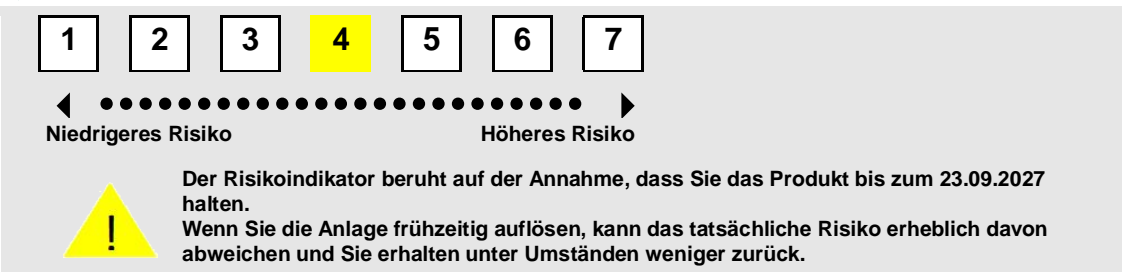 1 2 3 4 5 6 7
Niedrigeres Risiko Höheres Risiko
Der Risikoindikator beruht auf der Annahme, dass Sie das Produkt bis zum 23.09.2027
halten.
Wenn Sie die Anlage frühzeitig auflösen, kann das tatsächliche Risiko erheblich davon
abweichen und Sie erhalten unter Umständen weniger zurück.
!